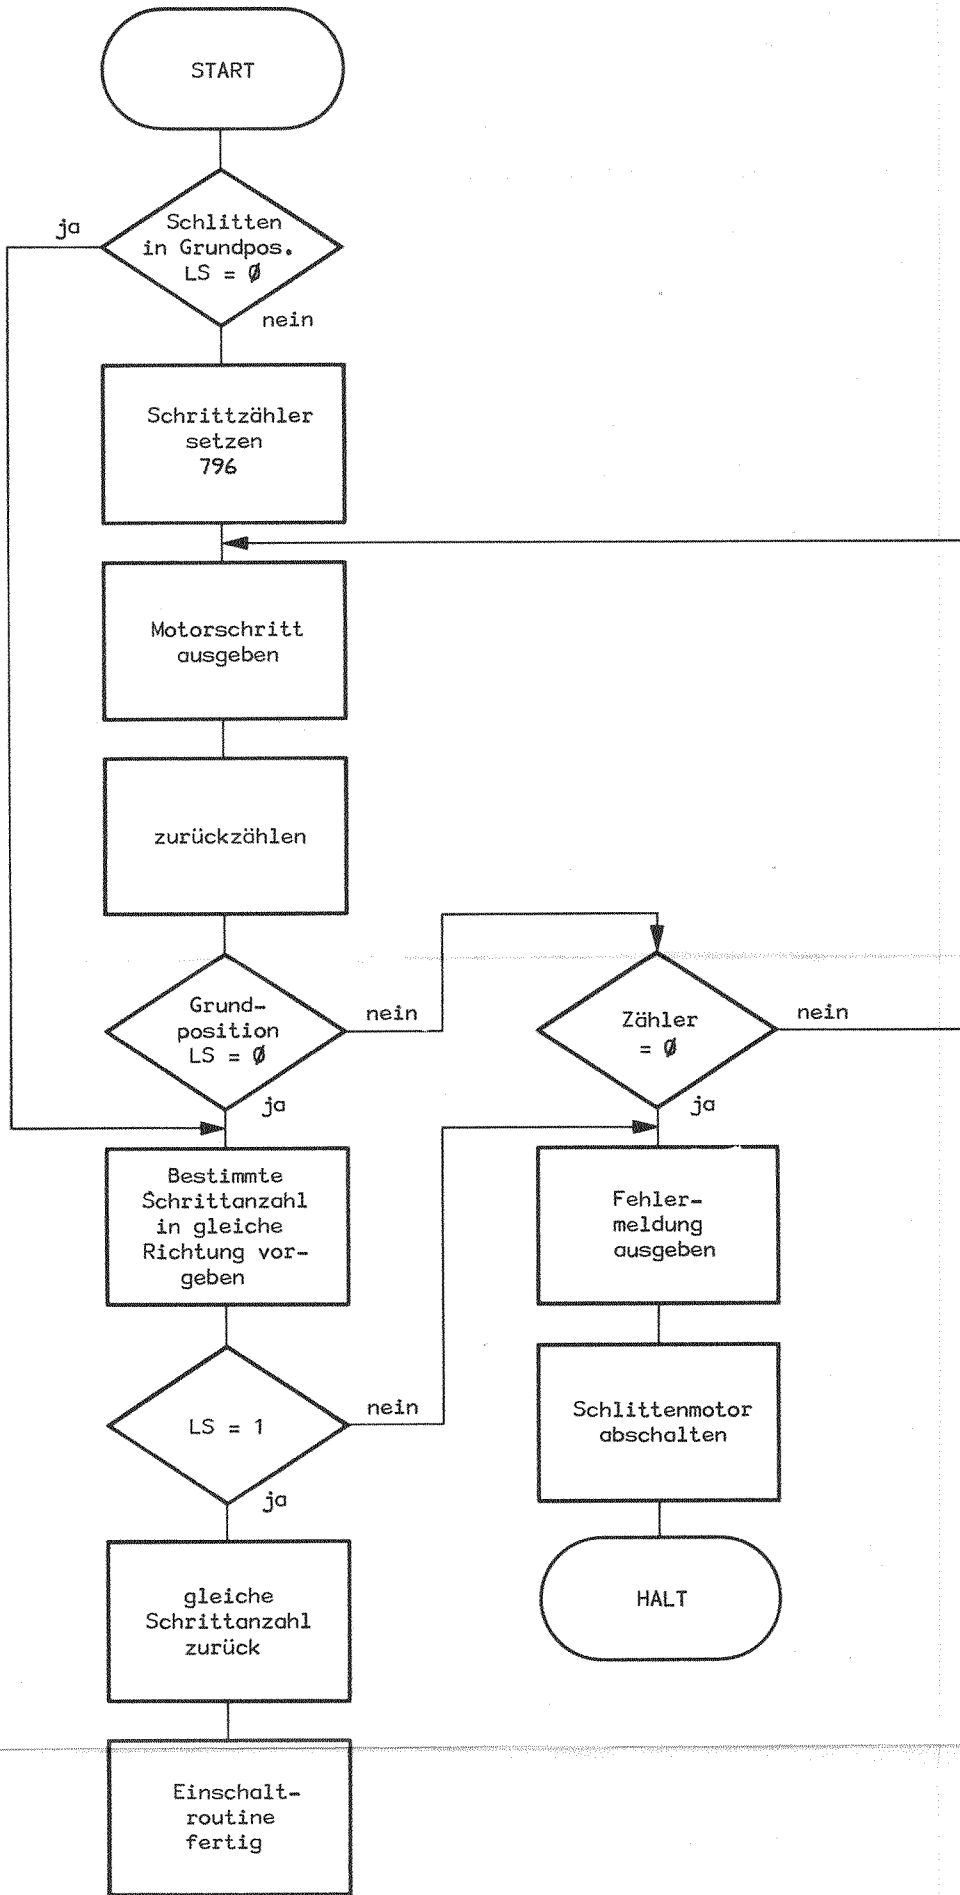 START
ja
Schlitten
in Grundpos.
LS = Ø
nein
Schrittzähler
setzen
796
Motorschritt
ausgeben
zurückzählen
Grund-
position
LS = Ø
nein
ja
Zähler
= Ø
nein
ja
Bestimmte
Schrittanzahl
in gleiche
Richtung vor-
geben
Fehler-
meldung
ausgeben
LS = 1
nein
ja
Schlittenmotor
abschalten
gleiche
Schrittanzahl
zurück
HALT
Einschalt-
routine
fertig